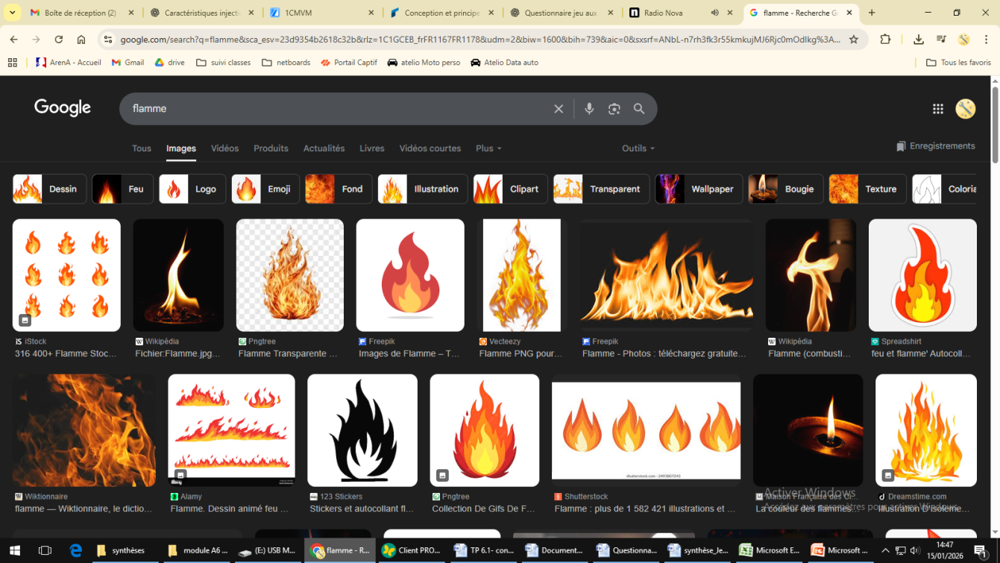 Boîte de réception (2)
Caractéristiques injecti
1CMVM
Conception et principe
Questionnaire jeu aux
Radio Nova
flamme - Recherche G
google.com/search?q=flamme&sca_esv=23d9354b2618c32b&rlz=1C1GCEB_frFR1167FR1178&udm=2&biw=1600&bih=739&aic=0&sxsrf=ANbL-n7rh3fk3r55kmkujMJ6Rjc0mOdIkg%3A...
ArenA - Accueil
Gmail
drive
suivi classes
netboards
Portail Captif
atelio Moto perso
Atelio Data auto
Tous les favoris
Google
flamme
Tous
Images
Vidéos
Produits
Actualités
Livres
Vidéos courtes
Plus
Outils
Enregistrements
Dessin
Feu
Logo
Emoji
Fond
Illustration
Clipart
Transparent
Wallpaper
Bougie
Texture
Coloria
iS iStock
316 400+ Flamme Stoc...
W Wikipédia
Fichier:Flamme.jpg...
Pngtree
Flamme Transparente ...
Freepik
Images de Flamme – T...
Vecteezy
Flamme PNG pour...
Freepik
Flamme - Photos : téléchargez gratuite...
W Wikipédia
Flamme (combusti...
Spreadshirt
feu et flamme' Autocoll...
shutterstock.com · 2493807243
alamy
W Wiktionnaire
flamme — Wiktionnaire, le dictio...
Alamy
Flamme. Dessin animé feu ...
123 Stickers
Stickers et autocollant fl...
Pngtree
Collection De Gifs De F...
Shutterstock
Flamme : plus de 1 582 421 illustrations et ...
M Maison Française des Ci...
La couleur des flammes...
Dreamstime.com
Illustration D'isoleme...
Activer Windows
Accédez aux paramètres pour activer Windows.
synthèses
module A6 ...
(E:) USB M...
flamme - R...
Client PRO...
TP 6.1- con...
Document...
Questionna...
synthèse_Je...
Microsoft E...
Microsoft ...
14:47
15/01/2026